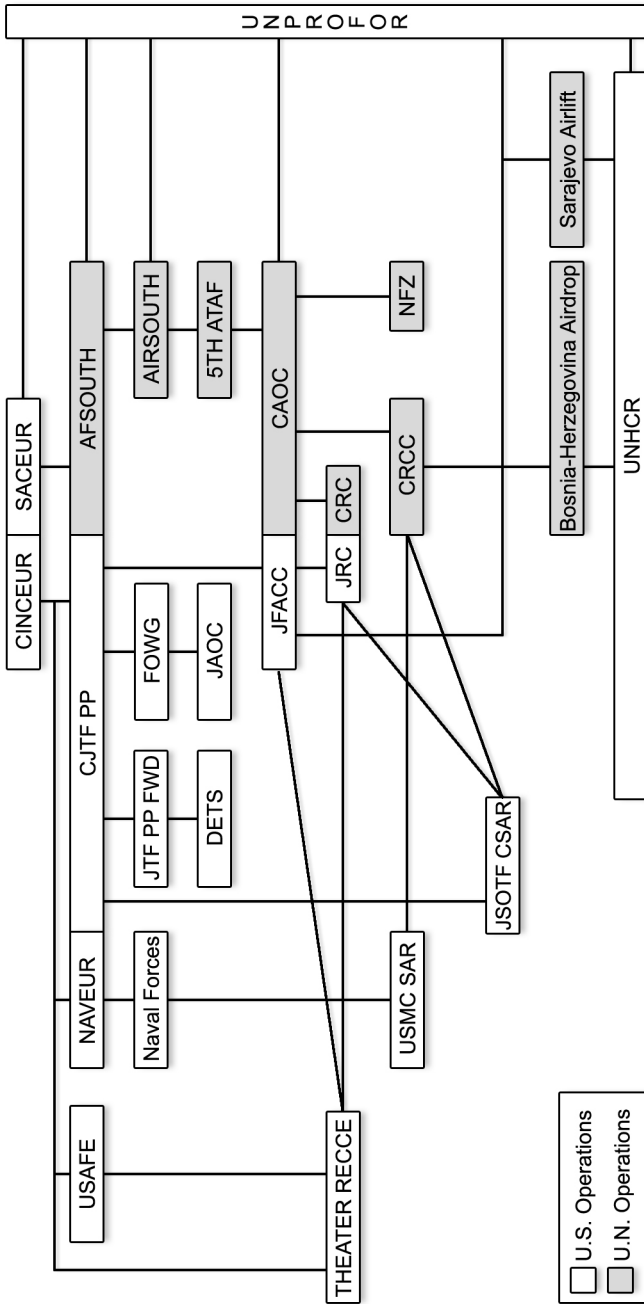 CINCEUR
SACEUR
UNPROFOR
USAFE
NAVEUR
CJTF PP
AFSOUTH
Naval Forces
JTF PP FWD
FOWG
AIRSOUTH
DETS
JAOC
5TH ATAF
JFACC
CAOC
THEATER RECCE
JRC
CRC
USMC SAR
CRCC
NFZ
JSOTF CSAR
Bosnia-Herzegovina Airdrop
Sarajevo Airlift
UNHCR
U.S. Operations
U.N. Operations